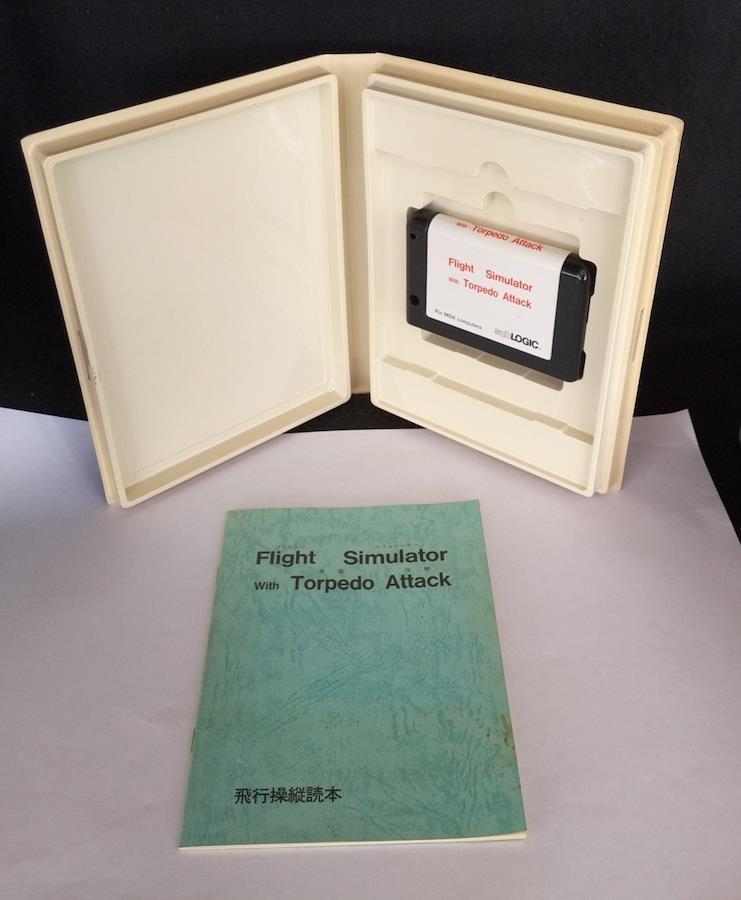 With Torpedo Attack
Flight Simulator
With Torpedo Attack
For MSX computers
subLOGIC
Flight Simulator
With Torpedo Attack
飛行操縦読本